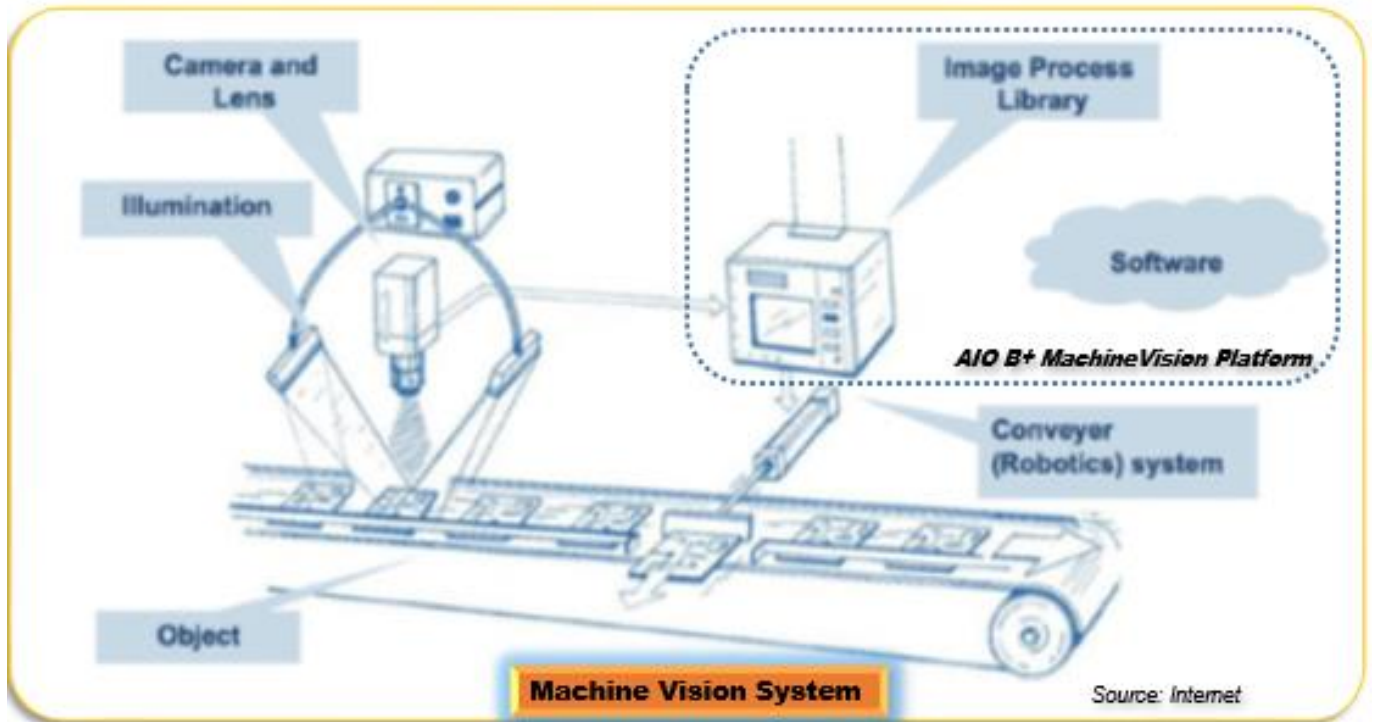 Camera and
Lens
Image Process
Library
Illumination
Software
AIO B+ MachineVision Platform
Conveyer
(Robotics) system
Object
Machine Vision System
Source: Internet